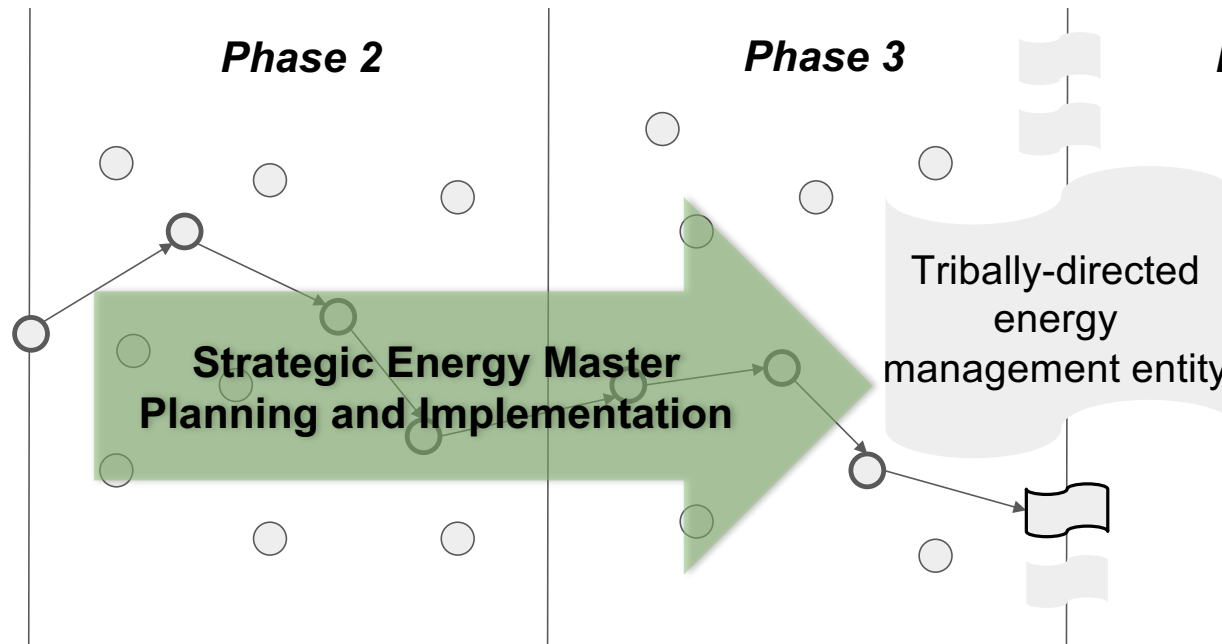 Phase 2
Phase 3
Tribally-directed
energy
management entity
Strategic Energy Master
Planning and Implementation